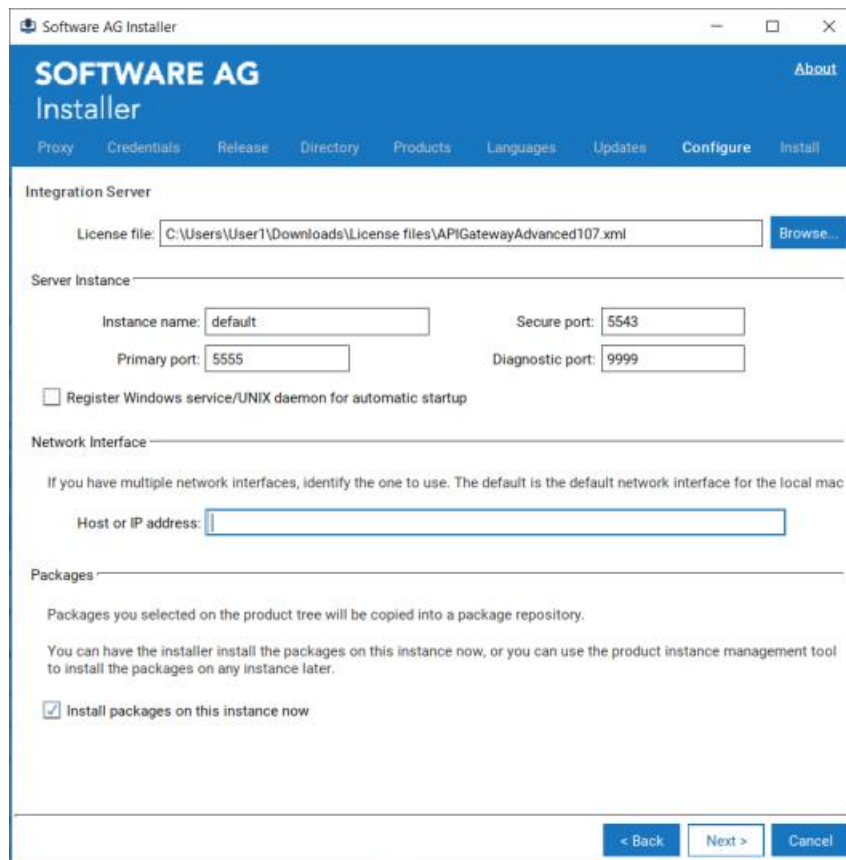 Software AG Installer
SOFTWARE AG
Installer
About
Proxy Credentials Release Directory Products Languages Updates Configure Install
Integration Server
License file: C:\Users\User1\Downloads\License files\APIGatewayAdvanced107.xml Browse...
Server Instance
Instance name: default Secure port: 5543
Primary port: 5555 Diagnostic port: 9999
Register Windows service/UNIX daemon for automatic startup
Network Interface
If you have multiple network interfaces, identify the one to use. The default is the default network interface for the local mac
Host or IP address:
Packages
Packages you selected on the product tree will be copied into a package repository.
You can have the installer install the packages on this instance now, or you can use the product instance management tool
to install the packages on any instance later.
Install packages on this instance now
< Back Next > Cancel